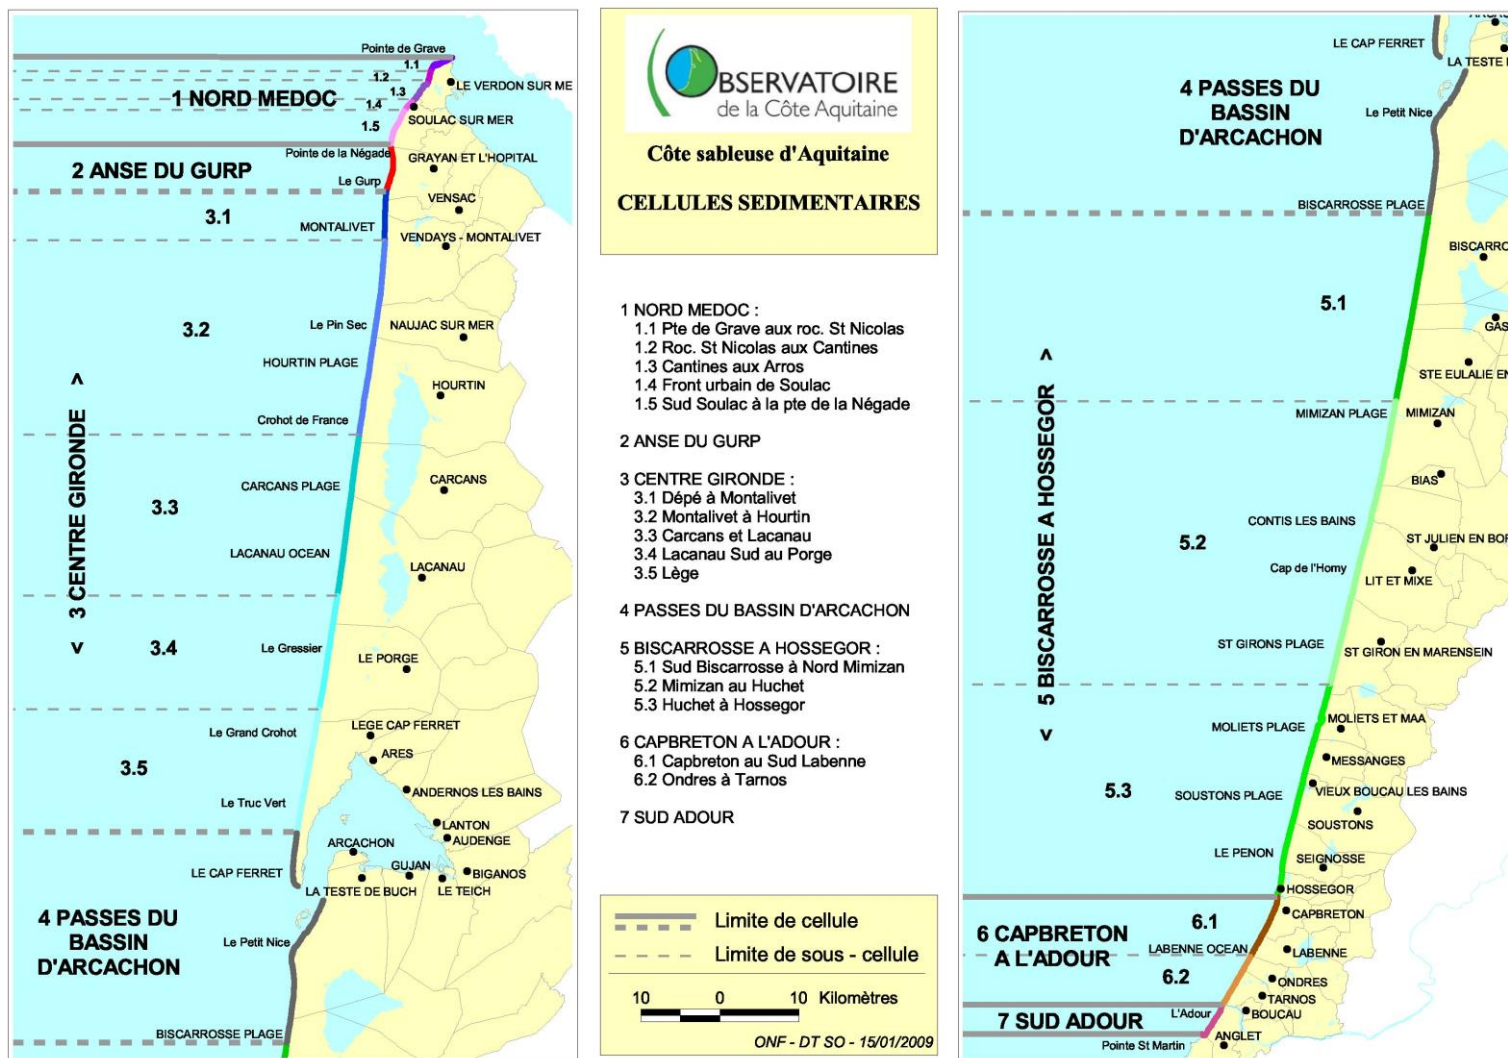 Pointe de Grave
1.1
1.2
LE VERDON SUR ME
1 NORD MEDOC
1.3
1.4
SOULAC SUR MER
1.5
Pointe de la Négade
GRAYAN ET L'HOPITAL
2 ANSE DU GURP
Le Gurp
VENSAC
3.1
MONTALIVET
VENDAYS - MONTALIVET
3.2
Le Pin Sec
NAUJAC SUR MER
HOURTIN PLAGE
HOURTIN
Crohot de France
< 3 CENTRE GIRONDE >
CARCANS PLAGE
CARCANS
3.3
LACANAU OCEAN
LACANAU
3.4
Le Gressier
LE PORGE
Le Grand Crohot
LEGE CAP FERRET
ARES
3.5
ANDERNOS LES BAINS
Le Truc Vert
LANTON
AUDENGE
ARCACHON
LE CAP FERRET
GUJAN
BIGANOS
LA TESTE DE BUCH
LE TEICH
4 PASSES DU
BASSIN
D'ARCACHON
Le Petit Nice
BISCARROSSE PLAGE
OBSERVATOIRE
de la Côte Aquitaine
Côte sableuse d'Aquitaine
CELLULES SEDIMENTAIRES
1 NORD MEDOC :
1.1 Pte de Grave aux roc. St Nicolas
1.2 Roc. St Nicolas aux Cantines
1.3 Cantines aux Arros
1.4 Front urbain de Soulac
1.5 Sud Soulac à la pte de la Négade
2 ANSE DU GURP
3 CENTRE GIRONDE :
3.1 Dépé à Montalivet
3.2 Montalivet à Hourtin
3.3 Carcans et Lacanau
3.4 Lacanau Sud au Porge
3.5 Lège
4 PASSES DU BASSIN D'ARCACHON
5 BISCARROSSE A HOSSEGOR :
5.1 Sud Biscarrosse à Nord Mimizan
5.2 Mimizan au Huchet
5.3 Huchet à Hossegor
6 CAPBRETON A L'ADOUR :
6.1 Capbreton au Sud Labenne
6.2 Ondres à Tarnos
7 SUD ADOUR
Limite de cellule
Limite de sous - cellule
10 0 10 Kilomètres
ONF - DT SO - 15/01/2009
LE CAP FERRET
LA TESTE
4 PASSES DU
BASSIN
D'ARCACHON
Le Petit Nice
BISCARROSSE PLAGE
BISCARRO
5.1
GAS
STE EULALIE EN
MIMIZAN PLAGE
MIMIZAN
< 5 BISCARROSSE A HOSSEGOR >
BIAS
CONTIS LES BAINS
5.2
ST JULIEN EN BOR
Cap de l'Homy
LIT ET MIXE
ST GIRONS PLAGE
ST GIRON EN MARENSEIN
MOLIETS PLAGE
MOLIETS ET MAA
MESSANGES
5.3
SOUSTONS PLAGE
VIEUX BOUCAU LES BAINS
SOUSTONS
LE PENON
SEIGNOSSE
HOSSEGOR
6.1
CAPBRETON
6 CAPBRETON
A L'ADOUR
LABENNE OCEAN
LABENNE
6.2
ONDRES
TARNOS
L'Adour
BOUCAU
7 SUD ADOUR
Pointe St Martin
ANGLET